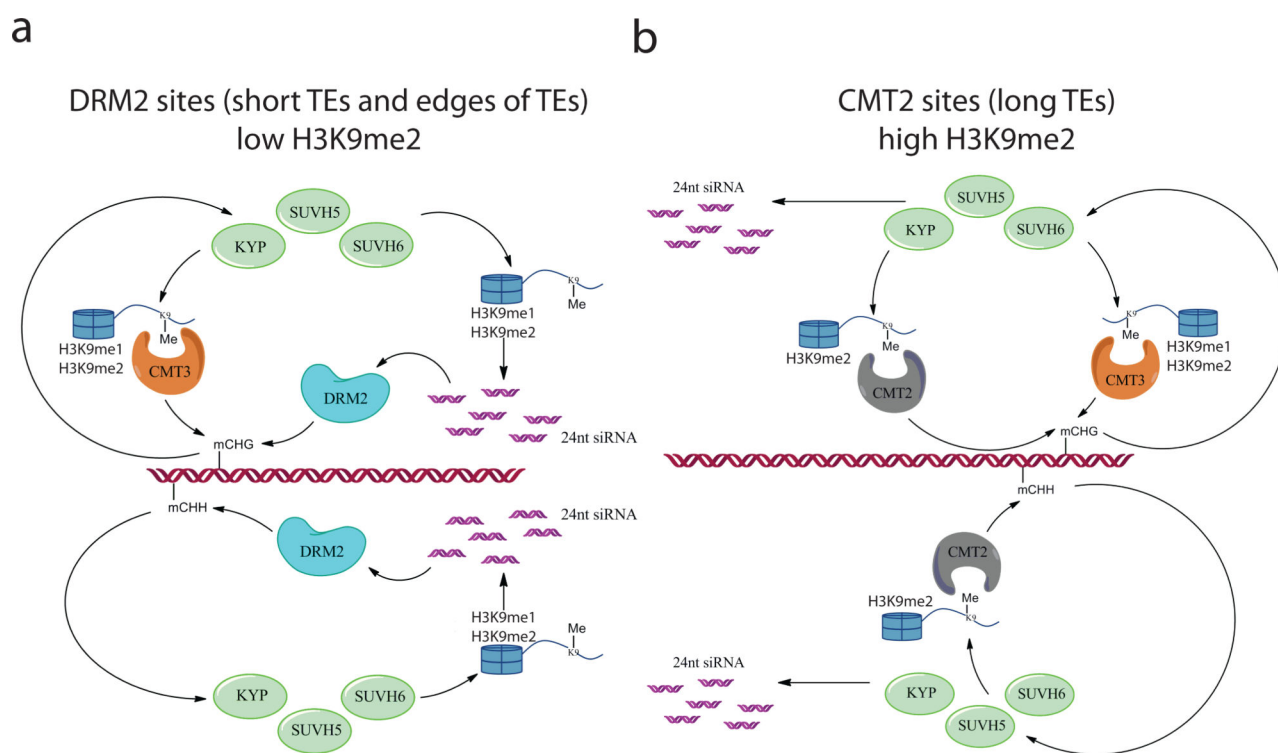 a
DRM2 sites (short TEs and edges of TEs)
low H3K9me2
SUVH5
KYP
SUVH6
K9
Me
H3K9me1
H3K9me2
CMT3
K9
Me
H3K9me1
H3K9me2
DRM2
24nt siRNA
mCHG
mCHH
24nt siRNA
DRM2
H3K9me1
H3K9me2
Me
K9
KYP
SUVH6
SUVH5
b
CMT2 sites (long TEs)
high H3K9me2
24nt siRNA
SUVH5
KYP
SUVH6
K9
Me
H3K9me2
CMT2
K9
Me
H3K9me1
H3K9me2
CMT3
mCHG
mCHH
CMT2
Me
K9
H3K9me2
24nt siRNA
KYP
SUVH6
SUVH5